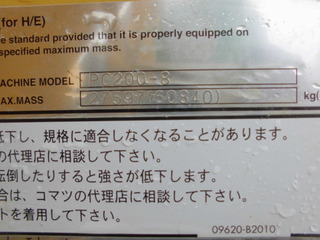 (for H/E)
e standard provided that it is properly equipped on
specified maximum mass.
ACHINE MODEL PC200-8
AX.MASS kg(
低下し、規格に適合しなくなることがあります。
の代理店に相談して下さい。
転倒したりすると強さが低下します。
合は、コマツの代理店に相談して下さい。
トを着用して下さい。
09620-B2010